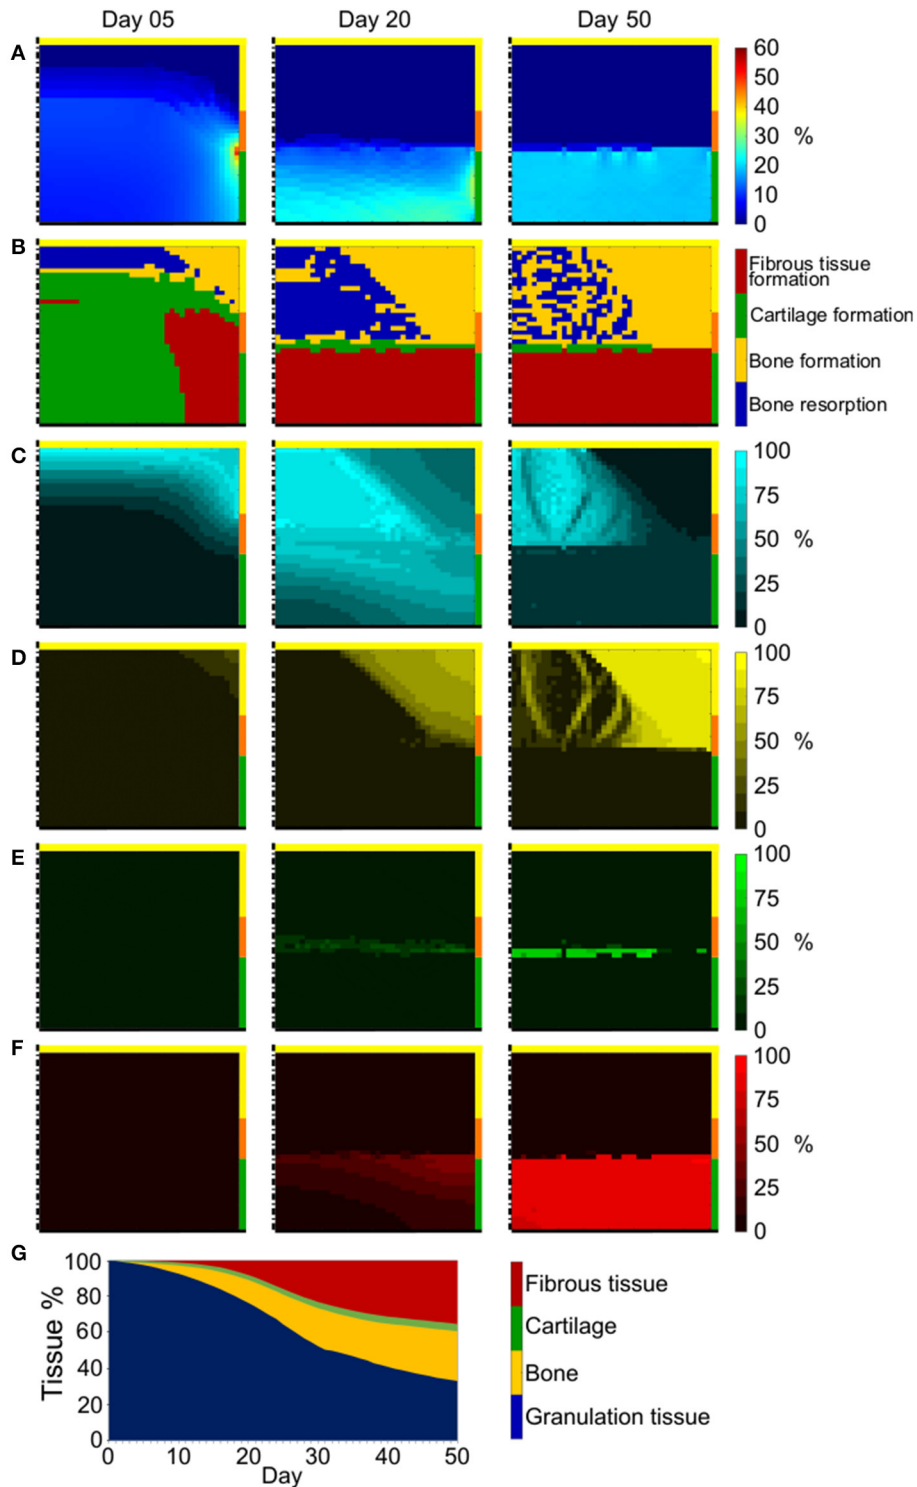 Day 05 Day 20 Day 50
A
60
50
40
30 %
20
10
0
B
Fibrous tissue
formation
Cartilage formation
Bone formation
Bone resorption
C
100
75
50 %
25
0
D
100
75
50 %
25
0
E
100
75
50 %
25
0
F
100
75
50 %
25
0
G
Tissue %
100
80
60
40
20
0
0 10 20 30 40 50
Day
Fibrous tissue
Cartilage
Bone
Granulation tissue